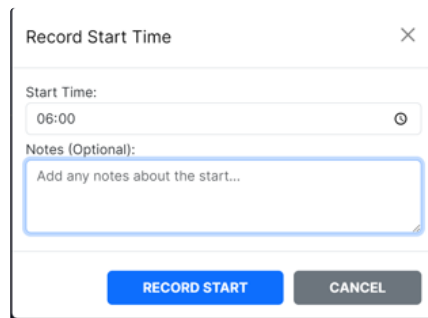 Record Start Time
Start Time:
06:00
Notes (Optional):
Add any notes about the start...
RECORD START
CANCEL